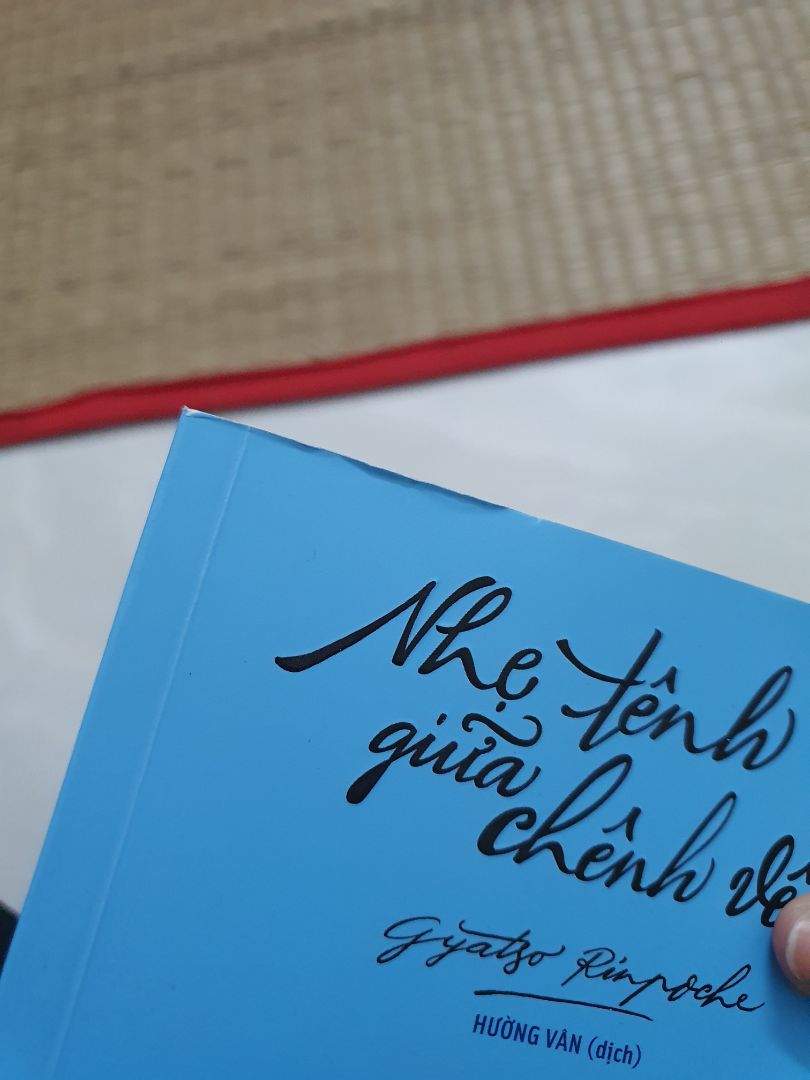 Nhẹ tênh
giữa
chênh
Gyatso Rinpoche
HƯỜNG VÂN (dịch)